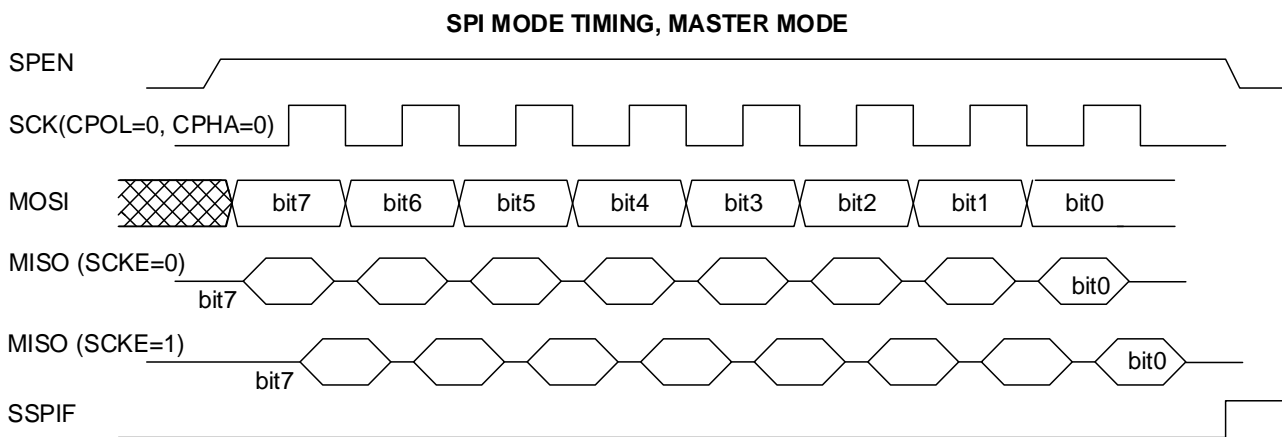 SPI MODE TIMING, MASTER MODE
SPEN
SCK(CPOL=0, CPHA=0)
MOSI bit7 bit6 bit5 bit4 bit3 bit2 bit1 bit0
MISO (SCKE=0)
bit7 bit0
MISO (SCKE=1)
bit7 bit0
SSPIF